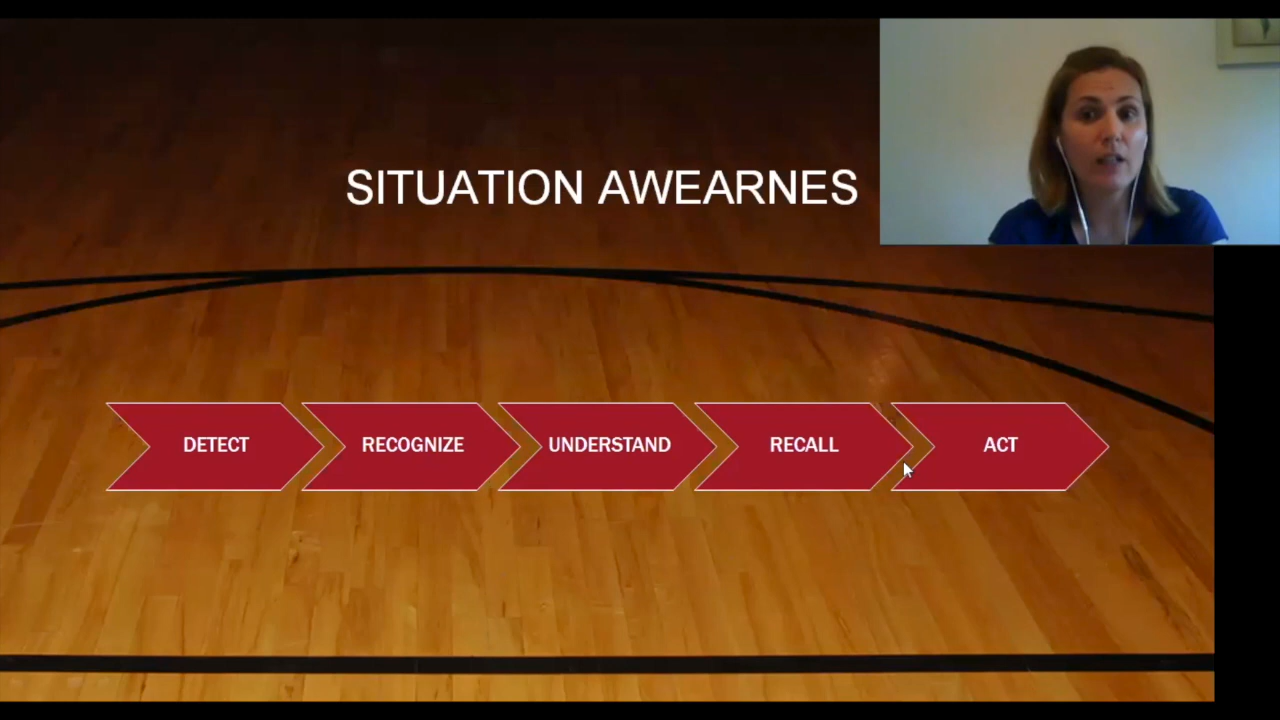 SITUATION AWEARNES
DETECT
RECOGNIZE
UNDERSTAND
RECALL
ACT